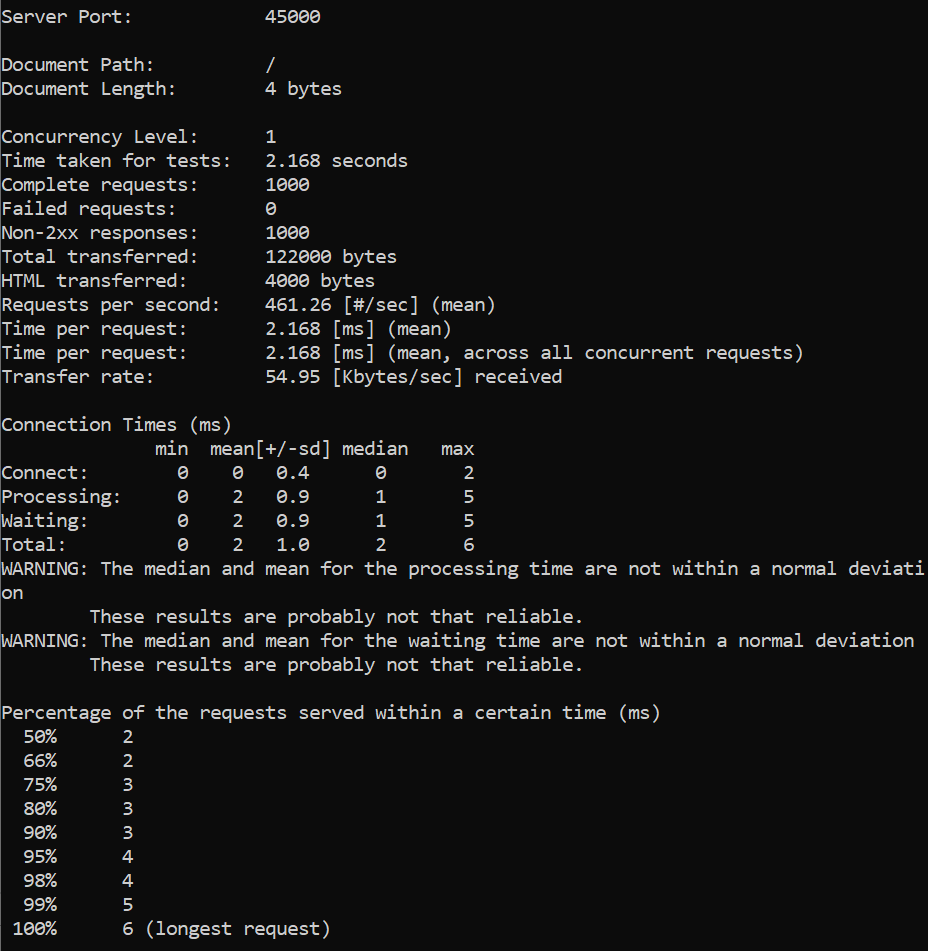 Server Port:            45000
Document Path:          /
Document Length:        4 bytes
Concurrency Level:      1
Time taken for tests:   2.168 seconds
Complete requests:      1000
Failed requests:        0
Non-2xx responses:      1000
Total transferred:      122000 bytes
HTML transferred:       4000 bytes
Requests per second:    461.26 [#/sec] (mean)
Time per request:       2.168 [ms] (mean)
Time per request:       2.168 [ms] (mean, across all concurrent requests)
Transfer rate:          54.95 [Kbytes/sec] received
Connection Times (ms)
              min  mean[+/-sd] median   max
Connect:        0    0   0.4      0       2
Processing:     0    2   0.9      1       5
Waiting:        0    2   0.9      1       5
Total:          0    2   1.0      2       6
WARNING: The median and mean for the processing time are not within a normal deviati
on
        These results are probably not that reliable.
WARNING: The median and mean for the waiting time are not within a normal deviation
        These results are probably not that reliable.
Percentage of the requests served within a certain time (ms)
  50%      2
  66%      2
  75%      3
  80%      3
  90%      3
  95%      4
  98%      4
  99%      5
 100%      6 (longest request)